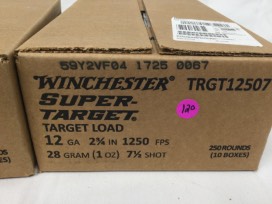 59Y2VF04 1725 0067
WINCHESTER TRGT12507
SUPER-
TARGET.
120
TARGET LOAD
12 GA 2¾ IN 1250 FPS
28 GRAM (1 OZ) 7½ SHOT
250 ROUNDS
(10 BOXES)